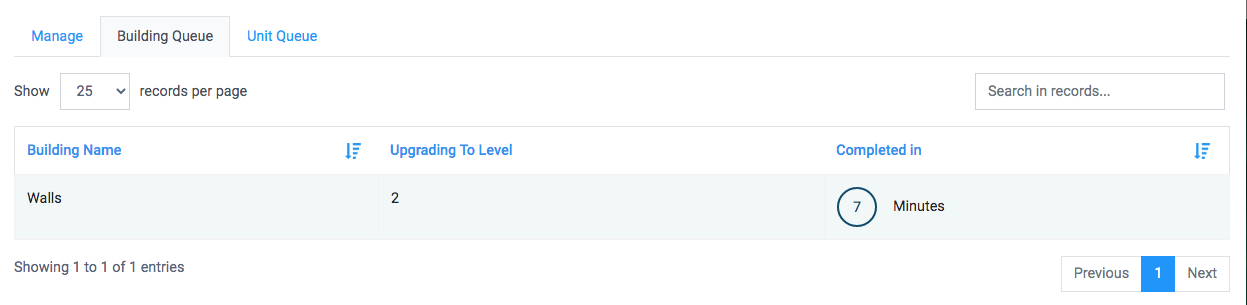 Manage Building Queue Unit Queue
Show 25 records per page Search in records...
Building Name Upgrading To Level Completed in
Walls 2 7 Minutes
Showing 1 to 1 of 1 entries Previous 1 Next